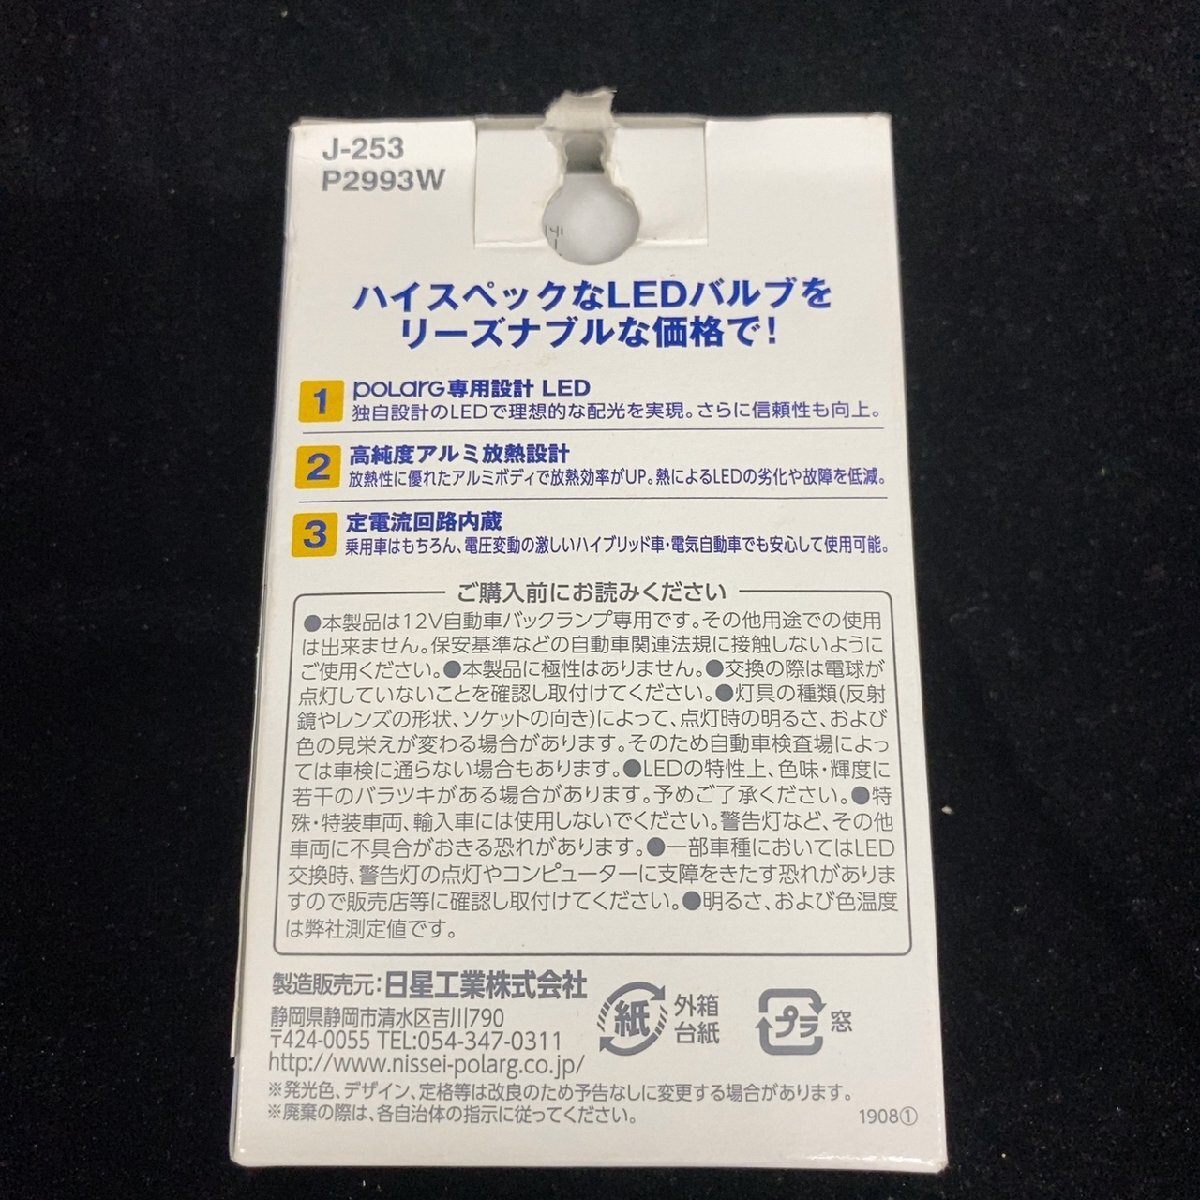 J-253
P2993W
ハイスペックなLEDバルブを
リーズナブルな価格で!
1
POLARG専用設計 LED
独自設計のLEDで理想的な配光を実現。さらに信頼性も向上。
2
高純度アルミ放熱設計
放熱性に優れたアルミボディで放熱効率がUP。熱によるLEDの劣化や故障を低減。
3
定電流回路内蔵
乗用車はもちろん、電圧変動の激しいハイブリッド車・電気自動車でも安心して使用可能。
ご購入前にお読みください
●本製品は12V自動車バックランプ専用です。その他用途での使用
は出来ません。保安基準などの自動車関連法規に接触しないように
ご使用ください。●本製品に極性はありません。●交換の際は電球が
点灯していないことを確認し取付けてください。●灯具の種類(反射
鏡やレンズの形状、ソケットの向き)によって、点灯時の明るさ、および
色の見栄えが変わる場合があります。そのため自動車検査場によっ
ては車検に通らない場合もあります。●LEDの特性上、色味・輝度に
若干のバラツキがある場合があります。予めご了承ください。●特
殊・特装車両、輸入車には使用しないでください。警告灯など、その他
車両に不具合がおきる恐れがあります。●一部車種においてはLED
交換時、警告灯の点灯やコンピューターに支障をきたす恐れがありま
すので販売店等に確認し取付けてください。●明るさ、および色温度
は弊社測定値です。
製造販売元:日星工業株式会社
静岡県静岡市清水区吉川790
〒424-0055 TEL:054-347-0311
http://www.nissei-polarg.co.jp/
紙
外箱
台紙
プラ
窓
※発光色、デザイン、定格等は改良のため予告なしに変更する場合があります。
※廃棄の際は、各自治体の指示に従ってください。
1908①